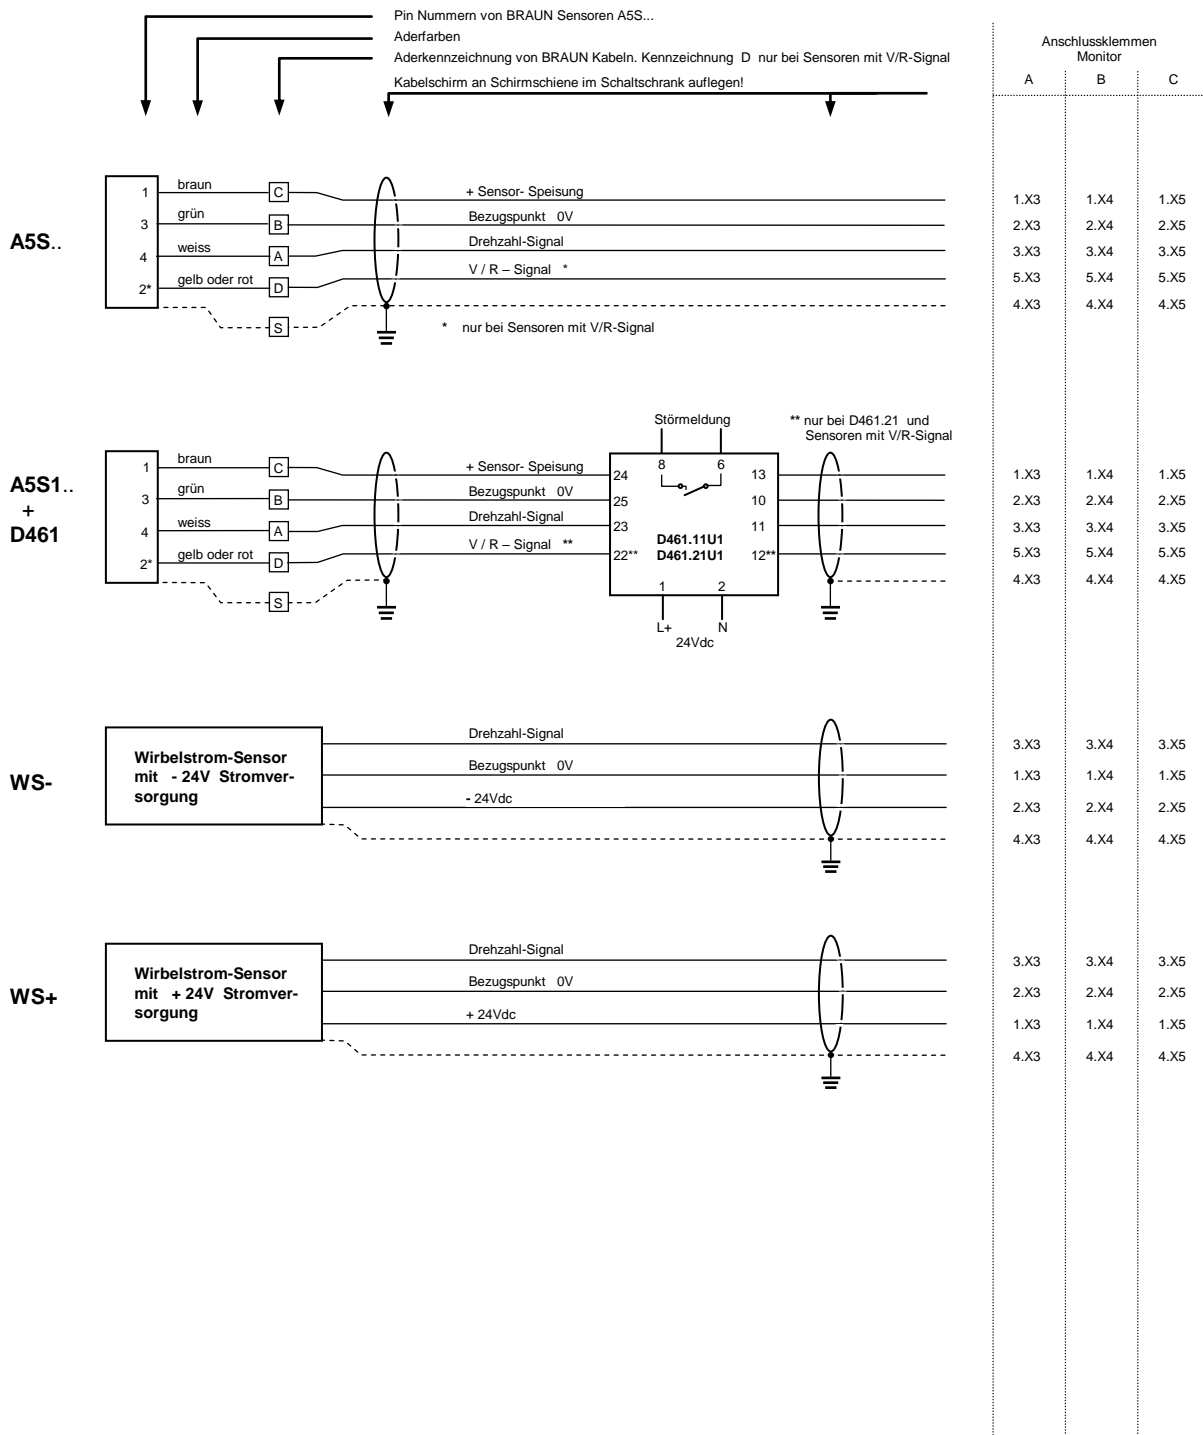 Pin Nummern von BRAUN Sensoren A5S...
Aderfarben
Aderkennzeichnung von BRAUN Kabeln. Kennzeichnung D nur bei Sensoren mit V/R-Signal
Kabelschirm an Schirmschiene im Schaltschrank auflegen!
Anschlussklemmen
Monitor
A B C
A5S..
1 braun C + Sensor- Speisung 1.X3 1.X4 1.X5
3 grün B Bezugspunkt 0V 2.X3 2.X4 2.X5
4 weiss A Drehzahl-Signal 3.X3 3.X4 3.X5
2* gelb oder rot D V / R – Signal * 5.X3 5.X4 5.X5
S 4.X3 4.X4 4.X5
* nur bei Sensoren mit V/R-Signal
A5S1..
+
D461
Störmeldung
** nur bei D461.21 und
Sensoren mit V/R-Signal
8 6
1 braun C + Sensor- Speisung 24 13 1.X3 1.X4 1.X5
3 grün B Bezugspunkt 0V 25 10 2.X3 2.X4 2.X5
4 weiss A Drehzahl-Signal 23 11 3.X3 3.X4 3.X5
D461.11U1
2* gelb oder rot D V / R – Signal ** 22** D461.21U1 12** 5.X3 5.X4 5.X5
S 4.X3 4.X4 4.X5
1 2
L+ N
24Vdc
WS-
Wirbelstrom-Sensor
mit - 24V Stromver-
sorgung
Drehzahl-Signal 3.X3 3.X4 3.X5
Bezugspunkt 0V 1.X3 1.X4 1.X5
- 24Vdc 2.X3 2.X4 2.X5
4.X3 4.X4 4.X5
WS+
Wirbelstrom-Sensor
mit + 24V Stromver-
sorgung
Drehzahl-Signal 3.X3 3.X4 3.X5
Bezugspunkt 0V 2.X3 2.X4 2.X5
+ 24Vdc 1.X3 1.X4 1.X5
4.X3 4.X4 4.X5